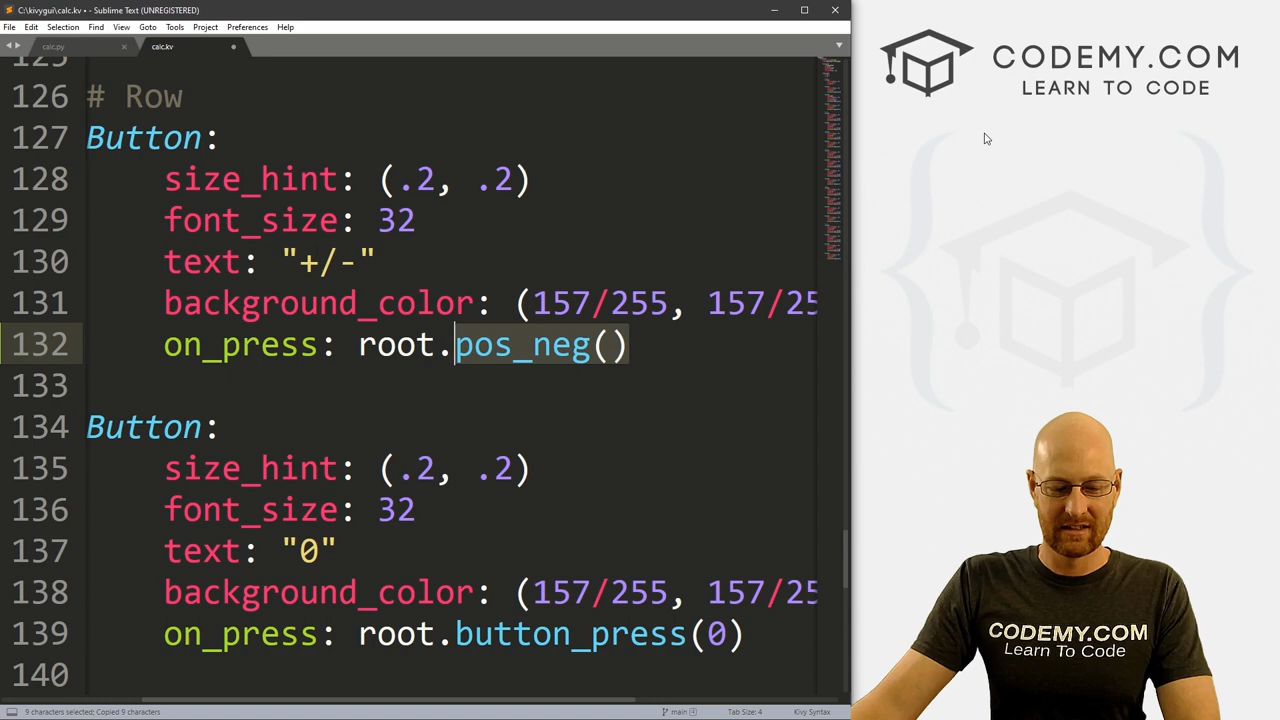 C:\kivygui\calc.kv • - Sublime Text (UNREGISTERED)
File Edit Selection Find View Goto Tools Project Preferences Help
calc.py calc.kv
125
126 # Row
127 Button:
128 size_hint: (.2, .2)
129 font_size: 32
130 text: "+/-"
131 background_color: (157/255, 157/25
132 on_press: root.pos_neg()
133
134 Button:
135 size_hint: (.2, .2)
136 font_size: 32
137 text: "0"
138 background_color: (157/255, 157/25
139 on_press: root.button_press(0)
140
9 characters selected; Copied 9 characters main 4 Tab Size: 4 Kivy Syntax
CODEMY.COM
LEARN TO CODE
CODEMY.COM
Learn To Code